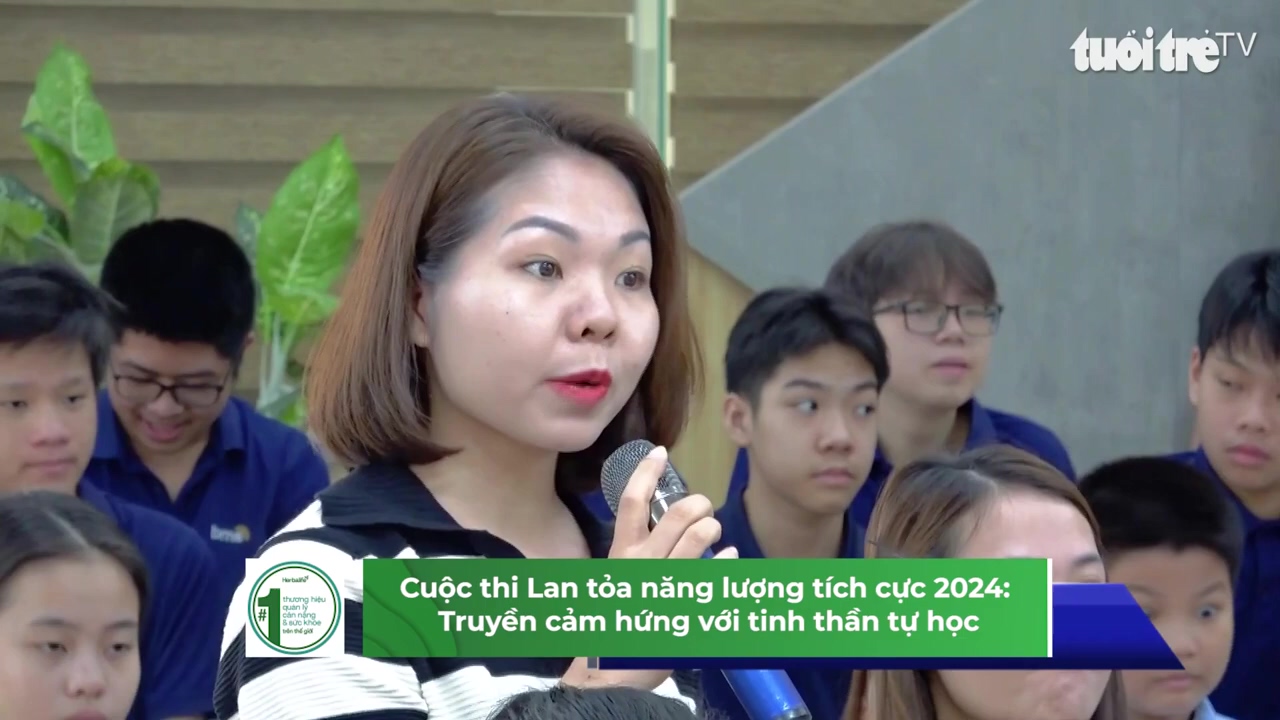 tuổi trẻ TV
Herbalife
#1
thương hiệu
quản lý
cân nặng
& sức khỏe
trên thế giới
Cuộc thi Lan tỏa năng lượng tích cực 2024:
Truyền cảm hứng với tinh thần tự học